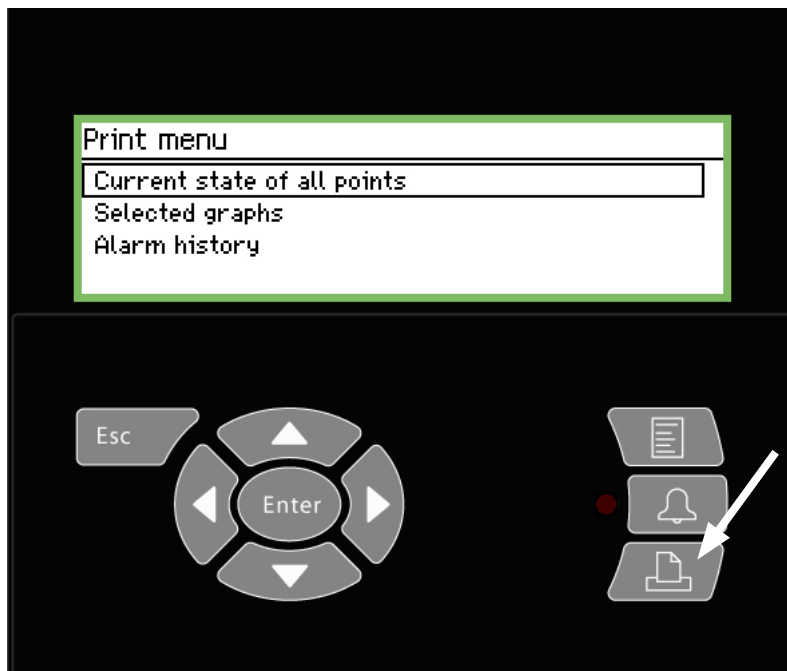 Print menu
Current state of all points
Selected graphs
Alarm history
Esc
Enter